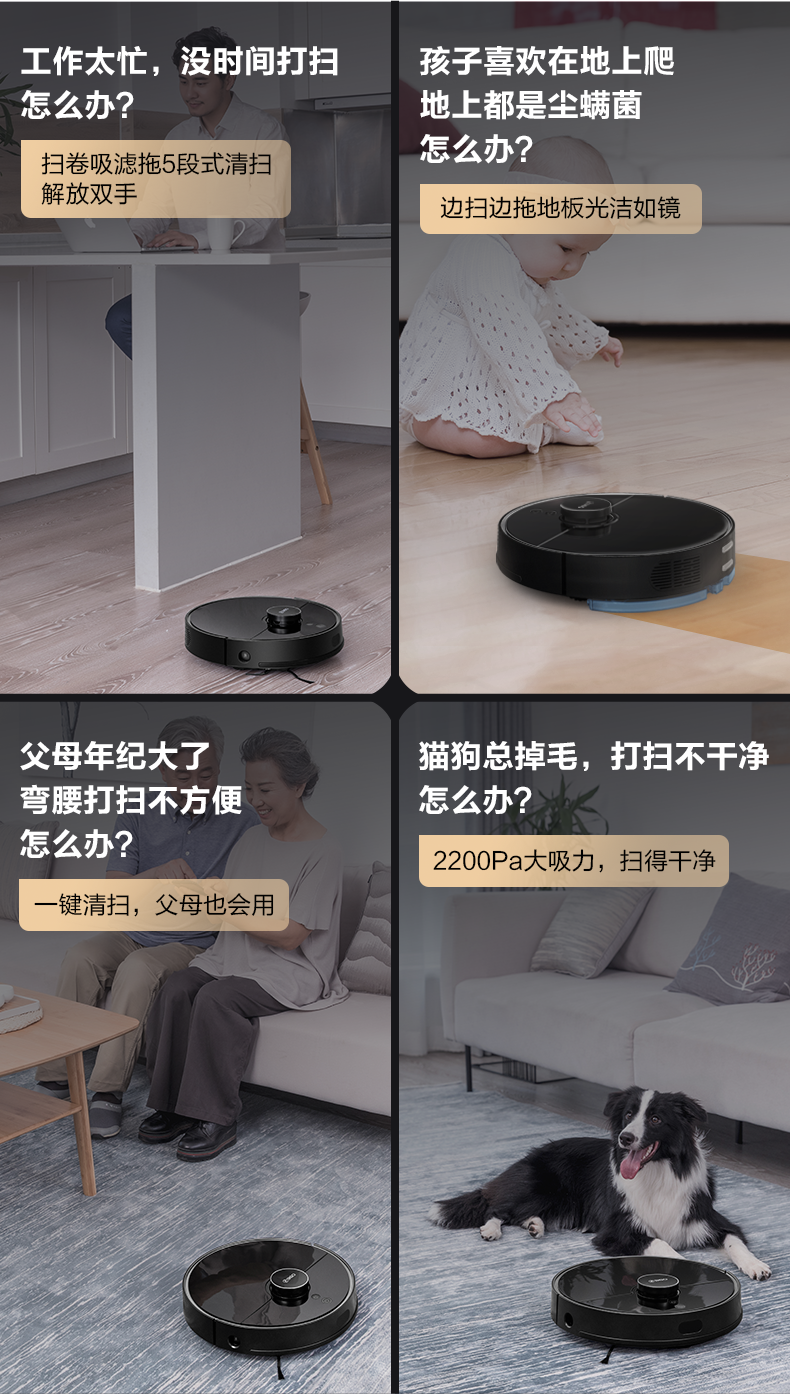 工作太忙，没时间打扫
怎么办？
扫卷吸滤拖5段式清扫
解放双手
孩子喜欢在地上爬
地上都是尘螨菌
怎么办？
边扫边拖地板光洁如镜
父母年纪大了
弯腰打扫不方便
怎么办？
一键清扫，父母也会用
猫狗总掉毛，打扫不干净
怎么办？
2200Pa大吸力，扫得干净